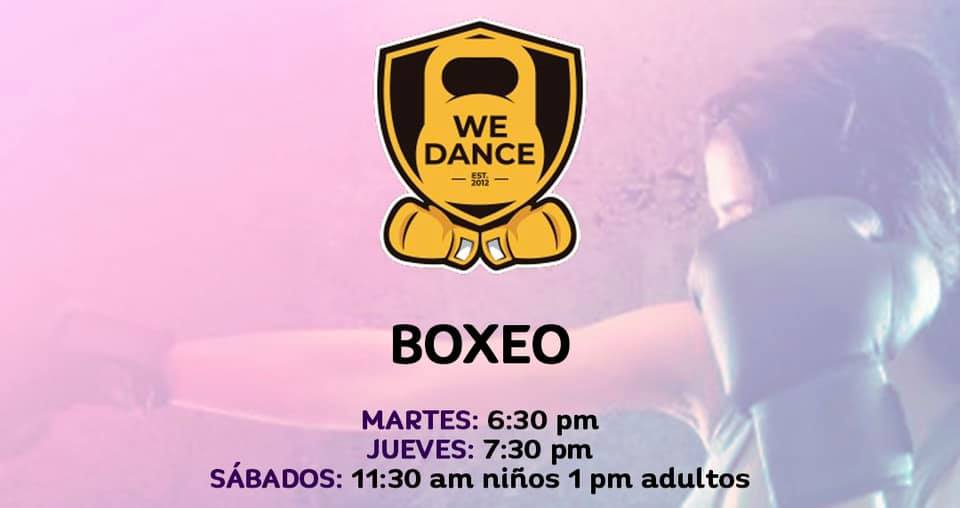 WE
DANCE
EST.
2012
BOXEO
MARTES: 6:30 pm
JUEVES: 7:30 pm
SÁBADOS: 11:30 am niños 1 pm adultos